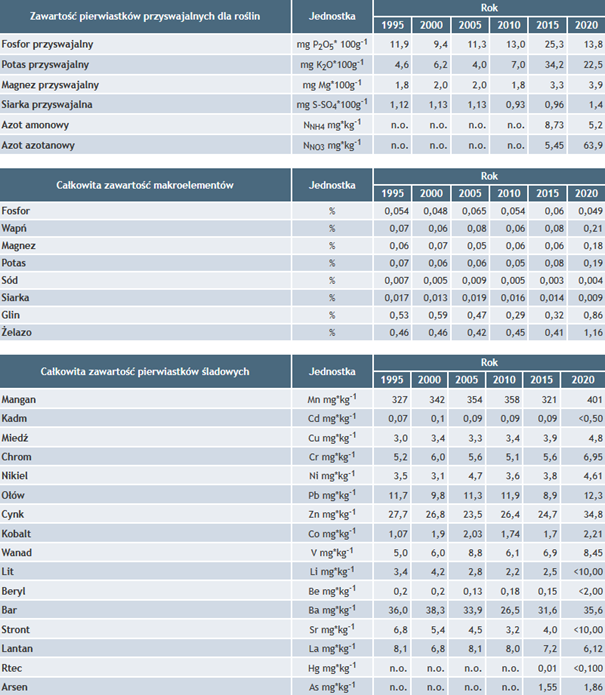 Zawartość pierwiastków przyswajalnych dla roślin Jednostka Rok
1995 2000 2005 2010 2015 2020
Fosfor przyswajalny mg P2O5* 100g-1 11,9 9,4 11,3 13,0 25,3 13,8
Potas przyswajalny mg K2O*100g-1 4,6 6,2 4,0 7,0 34,2 22,5
Magnez przyswajalny mg Mg*100g-1 1,8 2,0 2,0 1,8 3,3 3,9
Siarka przyswajalna mg S-SO4*100g-1 1,12 1,13 1,13 0,93 0,96 1,4
Azot amonowy NNH4 mg*kg-1 n.o. n.o. n.o. n.o. 8,73 5,2
Azot azotanowy NNO3 mg*kg-1 n.o. n.o. n.o. n.o. 5,45 63,9
Całkowita zawartość makroelementów Jednostka Rok
1995 2000 2005 2010 2015 2020
Fosfor % 0,054 0,048 0,065 0,054 0,06 0,049
Wapń % 0,07 0,06 0,08 0,06 0,08 0,21
Magnez % 0,06 0,07 0,05 0,06 0,06 0,18
Potas % 0,07 0,06 0,06 0,05 0,08 0,19
Sód % 0,007 0,005 0,009 0,005 0,003 0,004
Siarka % 0,017 0,013 0,019 0,016 0,014 0,009
Glin % 0,53 0,59 0,47 0,29 0,32 0,86
Żelazo % 0,46 0,46 0,42 0,45 0,41 1,16
Całkowita zawartość pierwiastków śladowych Jednostka Rok
1995 2000 2005 2010 2015 2020
Mangan Mn mg*kg-1 327 342 354 358 321 401
Kadm Cd mg*kg-1 0,07 0,1 0,09 0,09 0,09 <0,50
Miedź Cu mg*kg-1 3,0 3,4 3,3 3,4 3,9 4,8
Chrom Cr mg*kg-1 5,2 6,0 5,6 5,1 5,6 6,95
Nikiel Ni mg*kg-1 3,5 3,1 4,7 3,6 3,8 4,61
Ołów Pb mg*kg-1 11,7 9,8 11,3 11,9 8,9 12,3
Cynk Zn mg*kg-1 27,7 26,8 23,5 26,4 24,7 34,8
Kobalt Co mg*kg-1 1,07 1,9 2,03 1,74 1,7 2,21
Wanad V mg*kg-1 5,0 6,0 8,8 6,1 6,9 8,45
Lit Li mg*kg-1 3,4 4,2 2,8 2,2 2,5 <10,00
Beryl Be mg*kg-1 0,2 0,2 0,13 0,18 0,15 <2,00
Bar Ba mg*kg-1 36,0 38,3 33,9 26,5 31,6 35,6
Stront Sr mg*kg-1 6,8 5,4 4,5 3,2 4,0 <10,00
Lantan La mg*kg-1 8,1 6,8 8,1 8,0 7,2 6,12
Rtec Hg mg*kg-1 n.o. n.o. n.o. n.o. 0,01 <0,100
Arsen As mg*kg-1 n.o. n.o. n.o. n.o. 1,55 1,86